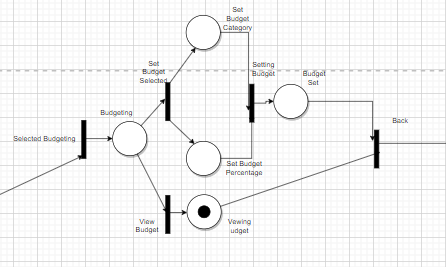 Set
Budget
Category
Set
Budget
Selected
Setting
Budget
Budget
Set
Budgeting
Back
Selected Budgeting
Set Budget
Percentage
View
Budget
Vewing
udget